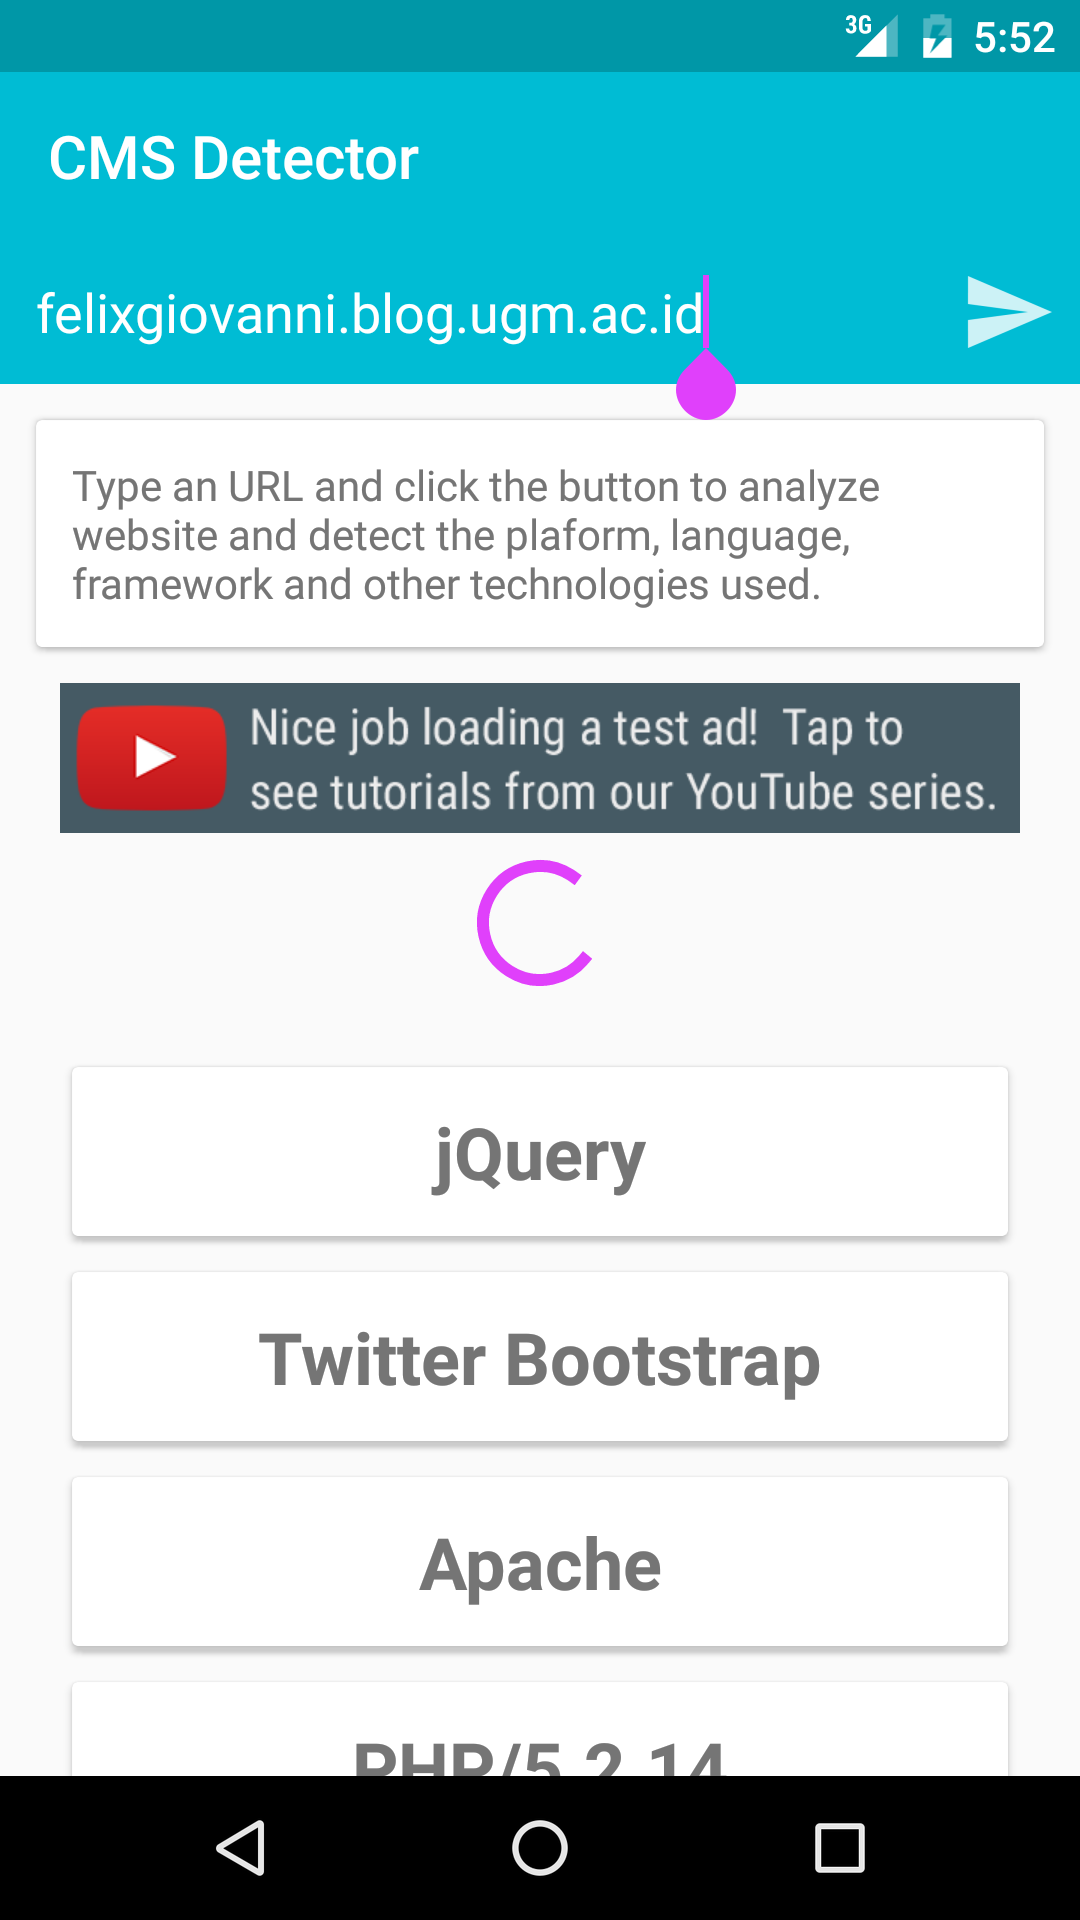 3G 5:52
CMS Detector
felixgiovanni.blog.ugm.ac.id
Type an URL and click the button to analyze
website and detect the plaform, language,
framework and other technologies used.
Nice job loading a test ad! Tap to
see tutorials from our YouTube series.
jQuery
Twitter Bootstrap
Apache
PHP/5.2.14